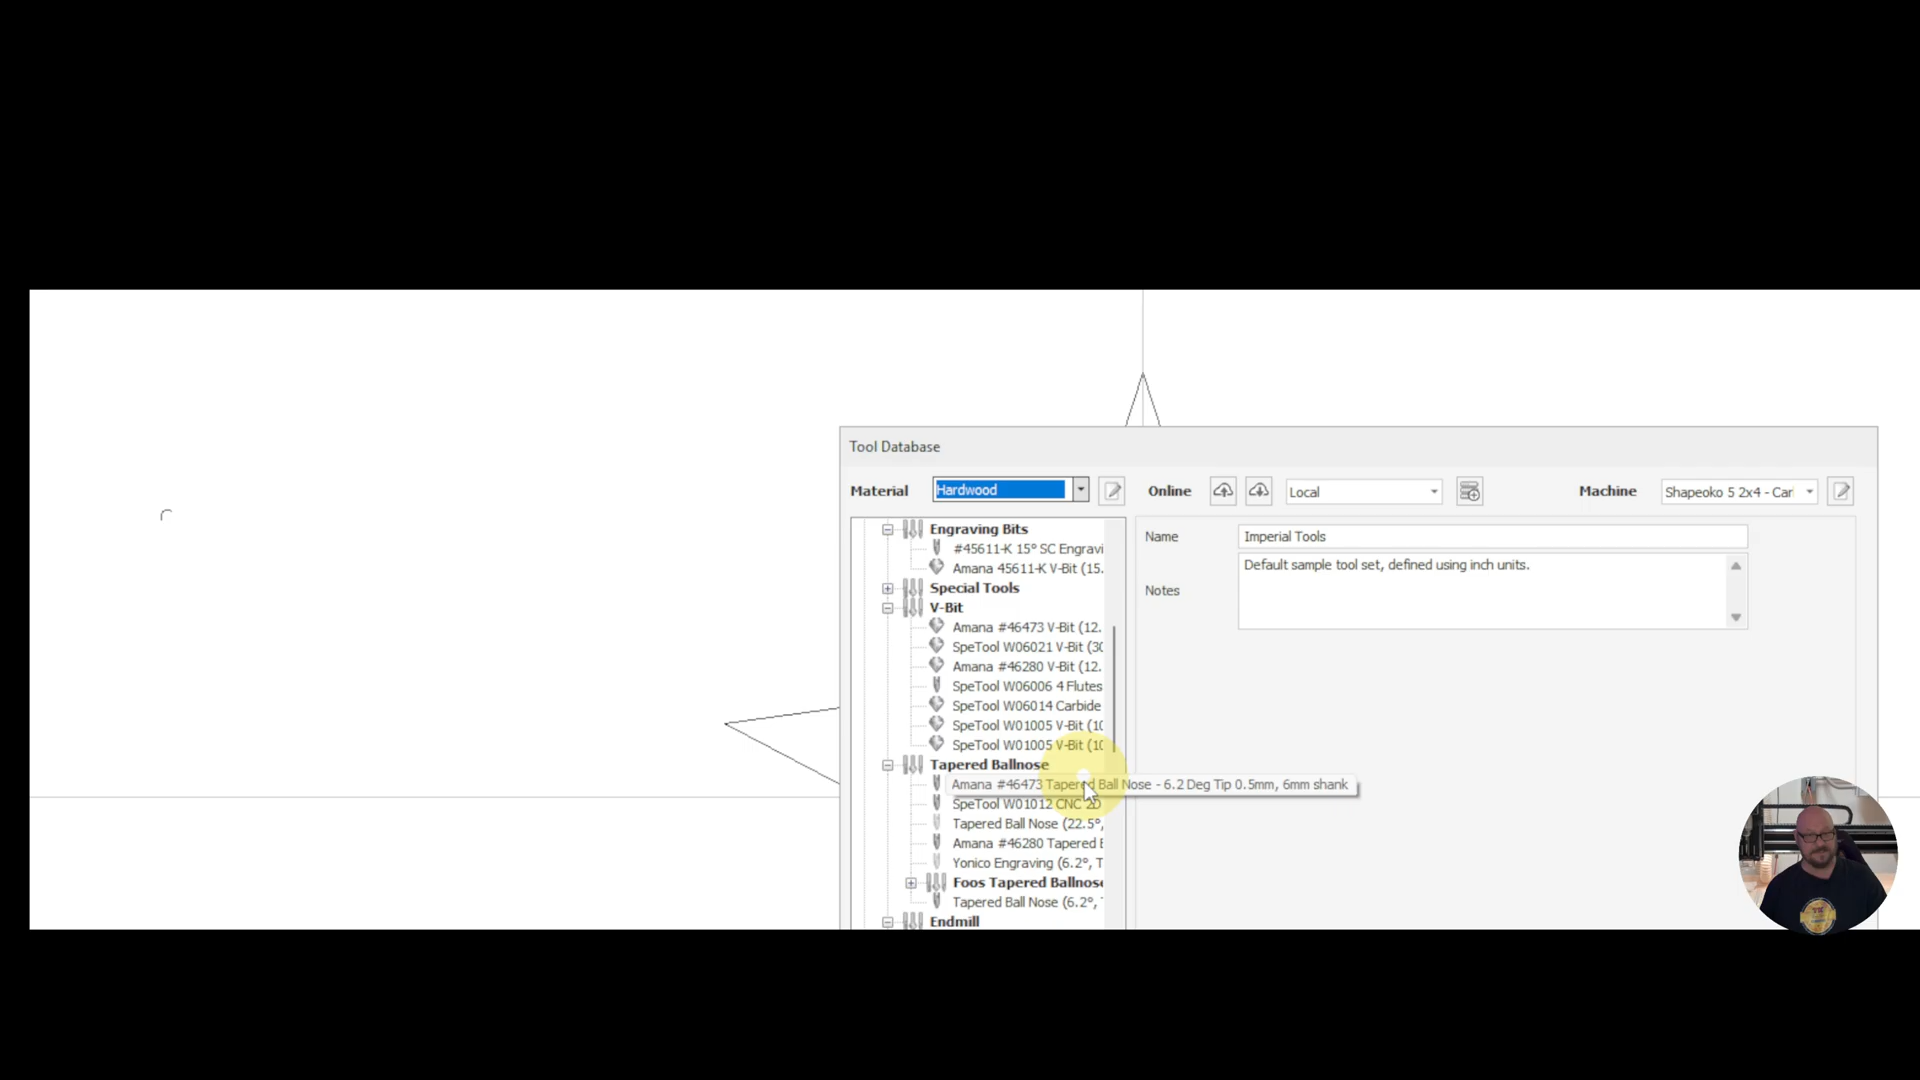 Tool Database
Material Hardwood Online Local Machine Shapeoko 5 2x4 - Car
Engraving Bits
#45611-K 15° SC Engravi
Amana 45611-K V-Bit (15.
Special Tools
V-Bit
Amana #46473 V-Bit (12.
SpeTool W06021 V-Bit (30
Amana #46280 V-Bit (12.
SpeTool W06006 4 Flutes
SpeTool W06014 Carbide
SpeTool W01005 V-Bit (10
SpeTool W01005 V-Bit (10
Tapered Ballnose
Amana #46473 Tapered Ball Nose - 6.2 Deg Tip 0.5mm, 6mm shank
SpeTool W01012 CNC 2D
Tapered Ball Nose (22.5°,
Amana #46280 Tapered B
Yonico Engraving (6.2°, T
Foos Tapered Ballnose
Tapered Ball Nose (6.2°,
Endmill
Name Imperial Tools
Notes Default sample tool set, defined using inch units.